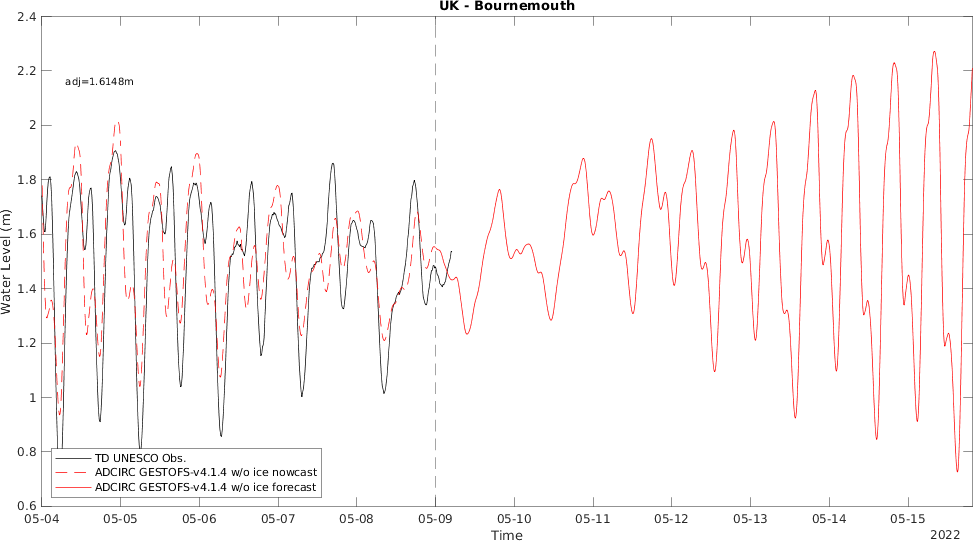 UK - Bournemouth
2.4
2.2
2
1.8
1.6
1.4
1.2
1
0.8
0.6
Water Level (m)
adj=1.6148m
TD UNESCO Obs.
ADCIRC GESTOFS-v4.1.4 w/o ice nowcast
ADCIRC GESTOFS-v4.1.4 w/o ice forecast
05-04 05-05 05-06 05-07 05-08 05-09 05-10 05-11 05-12 05-13 05-14 05-15
Time
2022